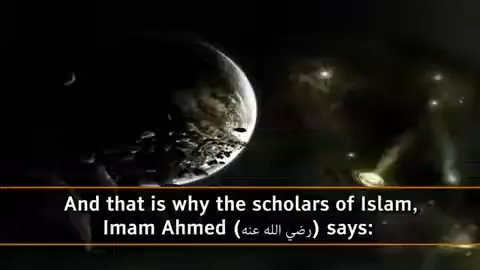 And that is why the scholars of Islam,
Imam Ahmed (رضي الله عنه) says: